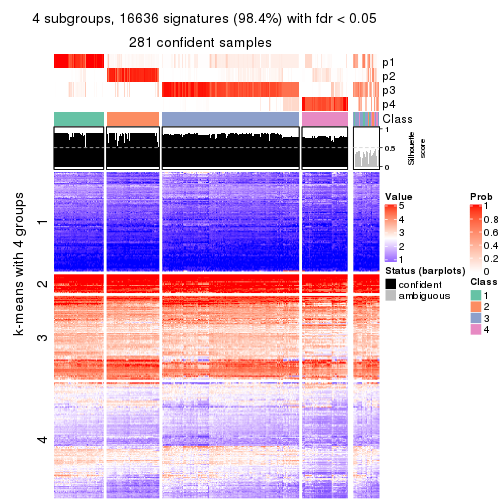 4 subgroups, 16636 signatures (98.4%) with fdr < 0.05
281 confident samples
p1
p2
p3
p4
Class
1
0.5
0
Silhouette
score
k-means with 4 groups
1
2
3
4
Value
5
4
3
2
1
Status (barplots)
confident
ambiguous
Prob
1
0.8
0.6
0.4
0.2
0
Class
1
2
3
4